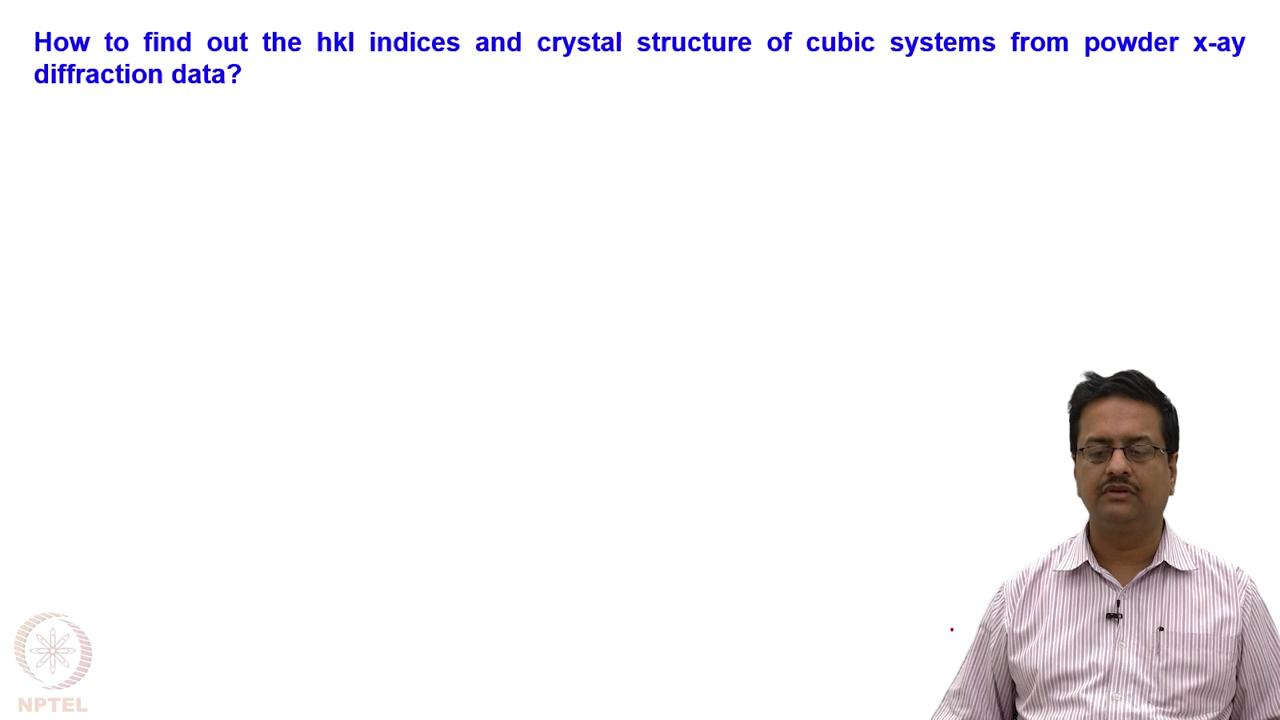 How to find out the hkl indices and crystal structure of cubic systems from powder x-ay
diffraction data?
NPTEL